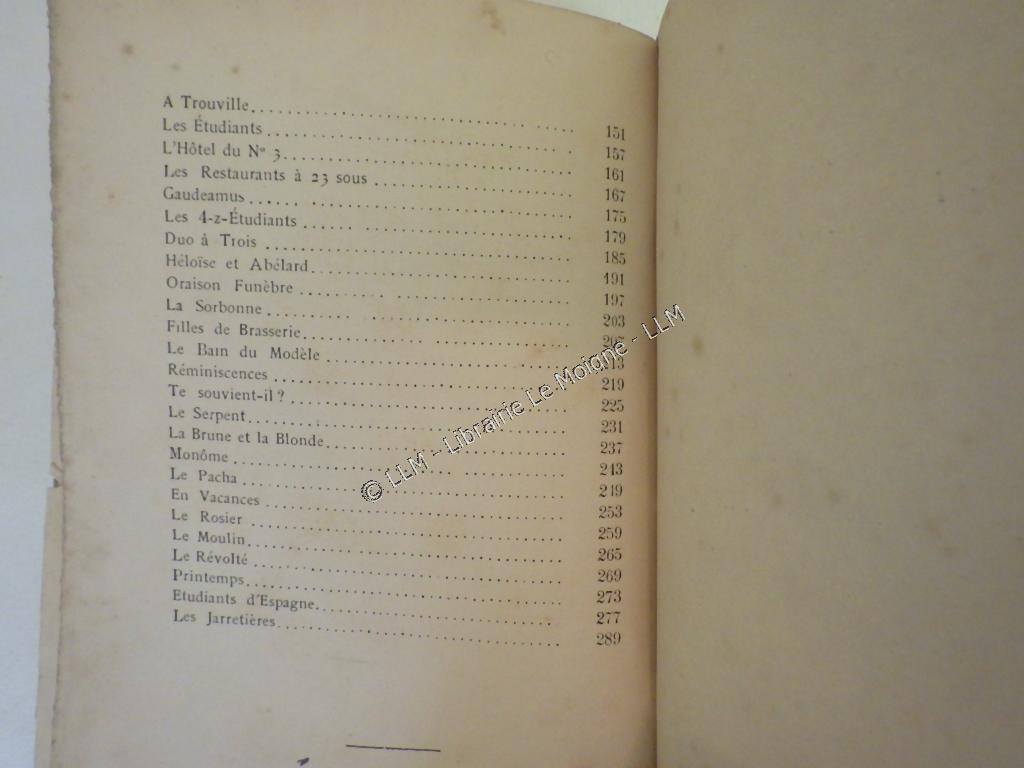 A Trouville 151
Les Étudiants 157
L'Hôtel du Nº 3 161
Les Restaurants à 23 sous 167
Gaudeamus 175
Les 4-z-Étudiants 179
Duo à Trois 185
Héloïse et Abélard 191
Oraison Funèbre 197
La Sorbonne 203
Filles de Brasserie 207
Le Bain du Modèle 213
Réminiscences 219
Te souvient-il ? 225
Le Serpent 231
La Brune et la Blonde 237
Monôme 243
Le Pacha 249
En Vacances 253
Le Rosier 259
Le Moulin 265
Le Révolté 269
Printemps 273
Etudiants d'Espagne 277
Les Jarretières 289
© LLM - Librairie Le Moigne - LLM